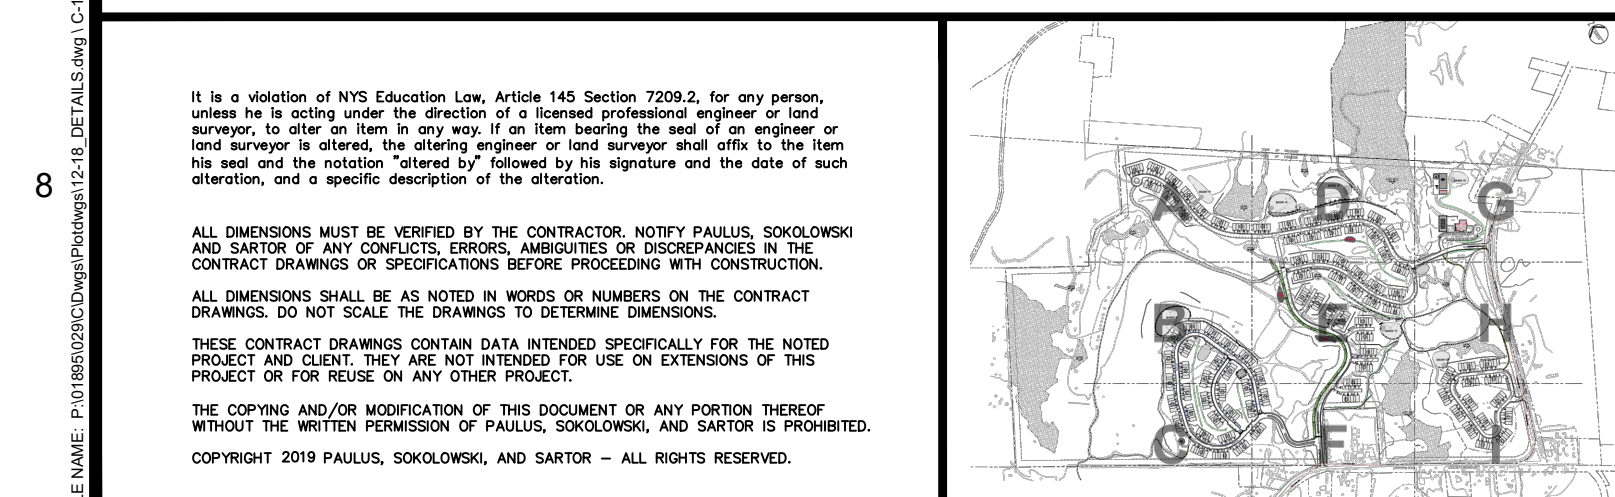 LE NAME: P:\01895\029\C\Dwgs\Plotdwgs\12-18_DETAILS.dwg \ C-1
8
It is a violation of NYS Education Law, Article 145 Section 7209.2, for any person,
unless he is acting under the direction of a licensed professional engineer or land
surveyor, to alter an item in any way. If an item bearing the seal of an engineer or
land surveyor is altered, the altering engineer or land surveyor shall affix to the item
his seal and the notation "altered by" followed by his signature and the date of such
alteration, and a specific description of the alteration.
ALL DIMENSIONS MUST BE VERIFIED BY THE CONTRACTOR. NOTIFY PAULUS, SOKOLOWSKI
AND SARTOR OF ANY CONFLICTS, ERRORS, AMBIGUITIES OR DISCREPANCIES IN THE
CONTRACT DRAWINGS OR SPECIFICATIONS BEFORE PROCEEDING WITH CONSTRUCTION.
ALL DIMENSIONS SHALL BE AS NOTED IN WORDS OR NUMBERS ON THE CONTRACT
DRAWINGS. DO NOT SCALE THE DRAWINGS TO DETERMINE DIMENSIONS.
THESE CONTRACT DRAWINGS CONTAIN DATA INTENDED SPECIFICALLY FOR THE NOTED
PROJECT AND CLIENT. THEY ARE NOT INTENDED FOR USE ON EXTENSIONS OF THIS
PROJECT OR FOR REUSE ON ANY OTHER PROJECT.
THE COPYING AND/OR MODIFICATION OF THIS DOCUMENT OR ANY PORTION THEREOF
WITHOUT THE WRITTEN PERMISSION OF PAULUS, SOKOLOWSKI, AND SARTOR IS PROHIBITED.
COPYRIGHT 2019 PAULUS, SOKOLOWSKI, AND SARTOR – ALL RIGHTS RESERVED.
A
D
G
B
E
H
C
F
I